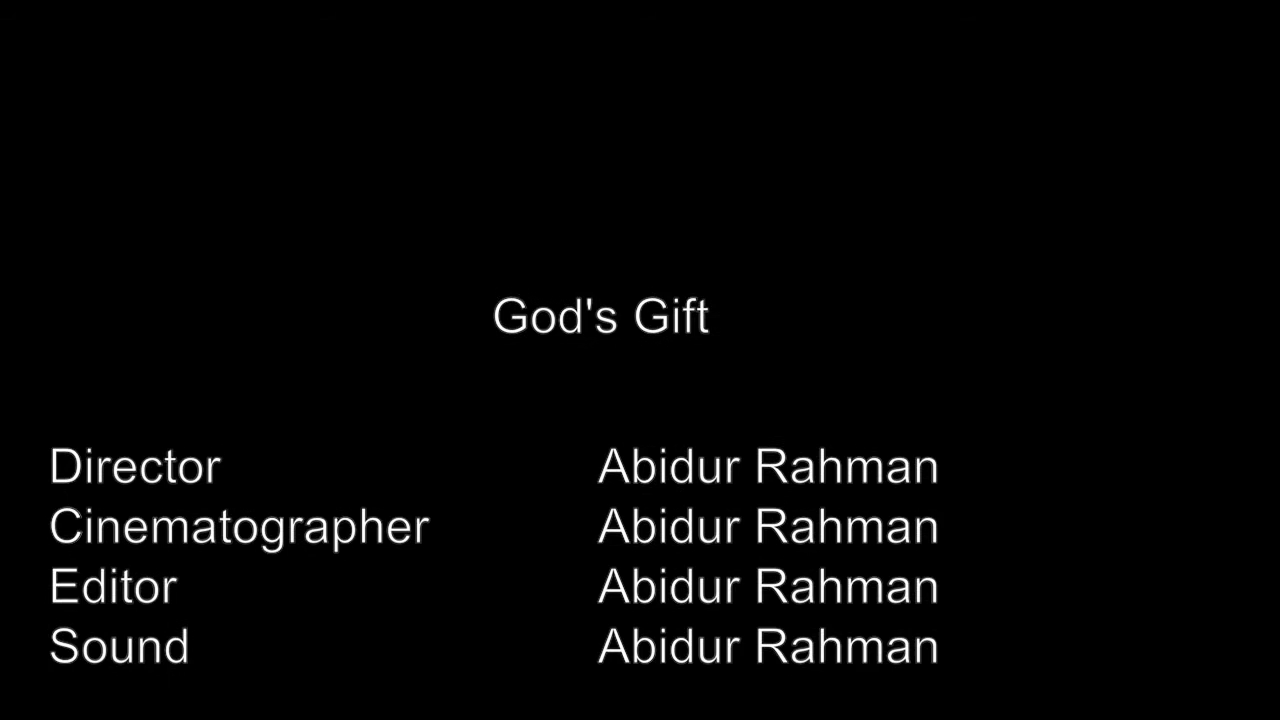 God's Gift
Director Abidur Rahman
Cinematographer Abidur Rahman
Editor Abidur Rahman
Sound Abidur Rahman